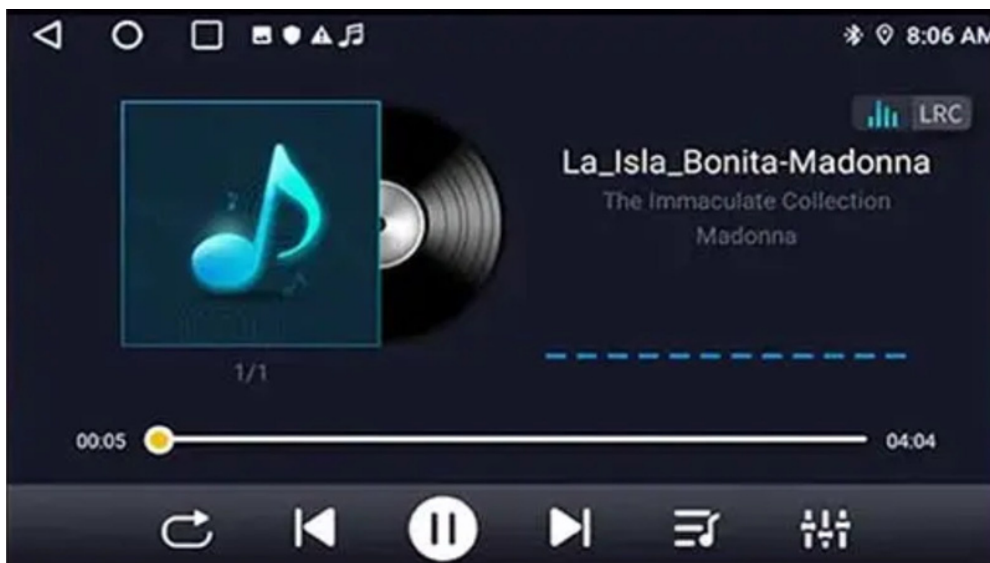 8:06 AM
LRC
La_Isla_Bonita-Madonna
The Immaculate Collection
Madonna
1/1
00:05
04:04